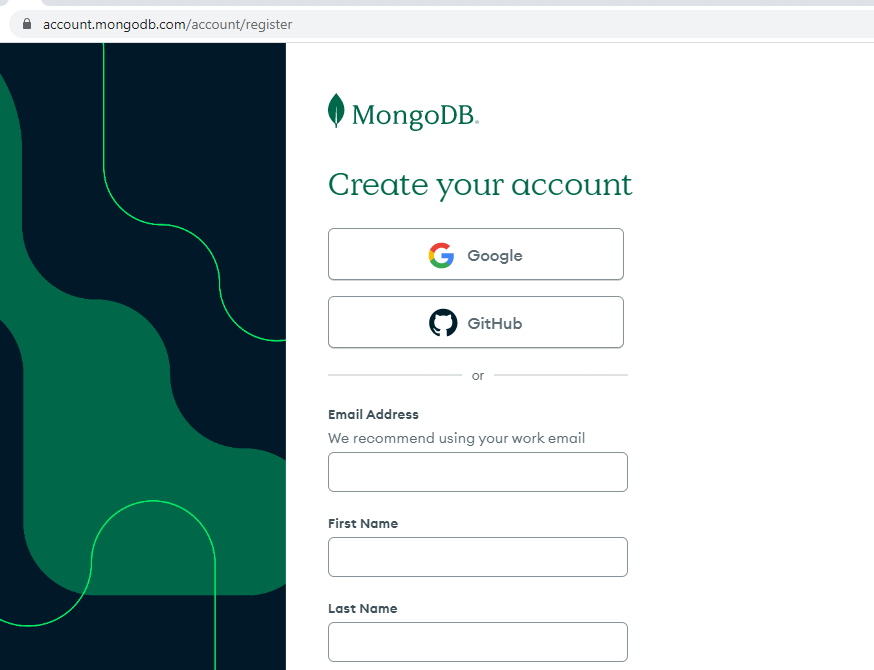 account.mongodb.com/account/register
MongoDB.
Create your account
Google
GitHub
or
Email Address
We recommend using your work email
First Name
Last Name